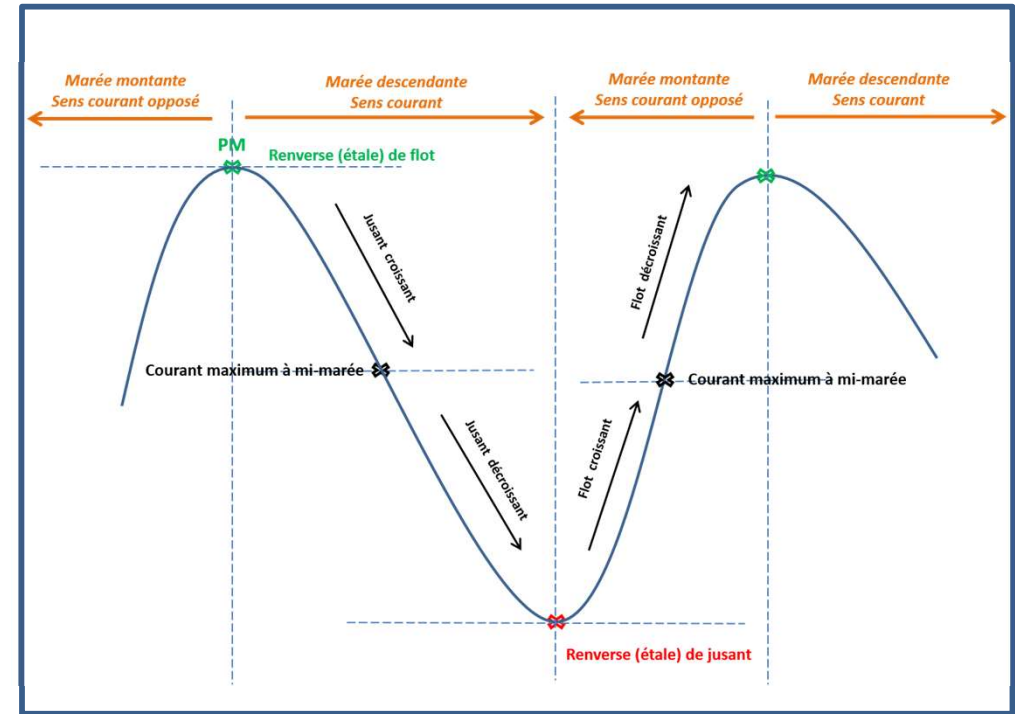 Marée montante
Sens courant opposé
Marée descendante
Sens courant
Marée montante
Sens courant opposé
Marée descendante
Sens courant
PM
Renverse (étale) de flot
Jusant croissant
Flot décroissant
Courant maximum à mi-marée
Courant maximum à mi-marée
Jusant décroissant
Flot croissant
Renverse (étale) de jusant